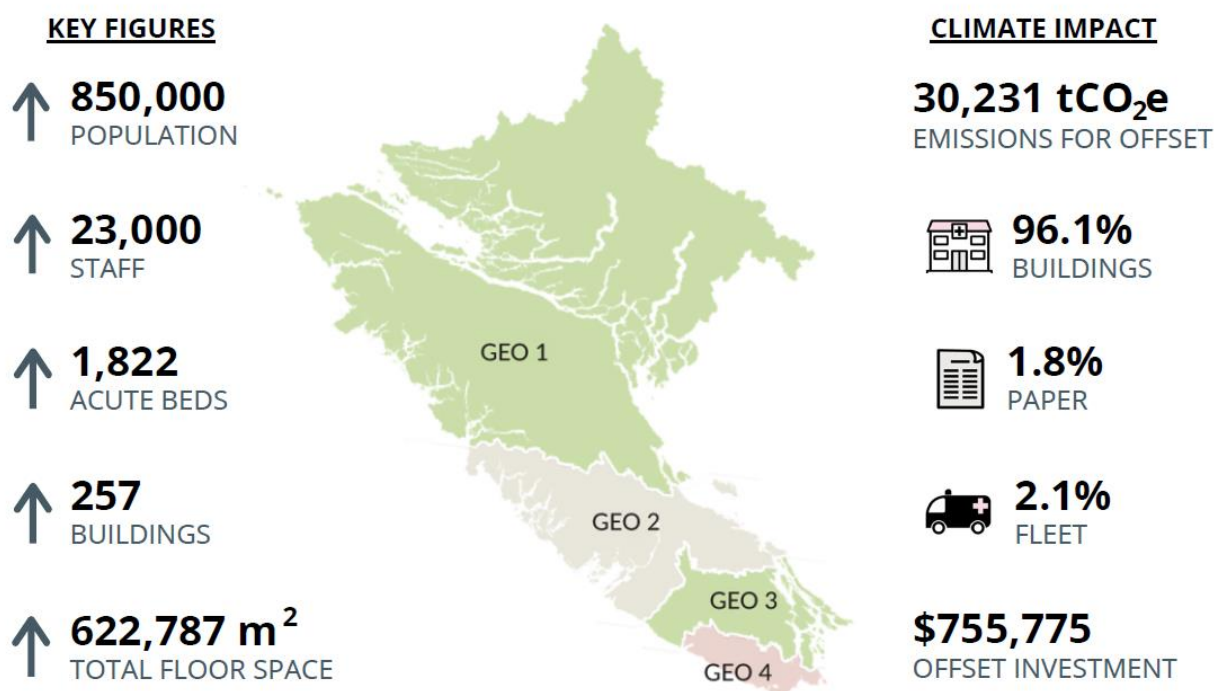 KEY FIGURES
850,000
POPULATION
23,000
STAFF
1,822
ACUTE BEDS
257
BUILDINGS
622,787 m²
TOTAL FLOOR SPACE
GEO 1
GEO 2
GEO 3
GEO 4
CLIMATE IMPACT
30,231 tCO₂e
EMISSIONS FOR OFFSET
96.1%
BUILDINGS
1.8%
PAPER
2.1%
FLEET
$755,775
OFFSET INVESTMENT